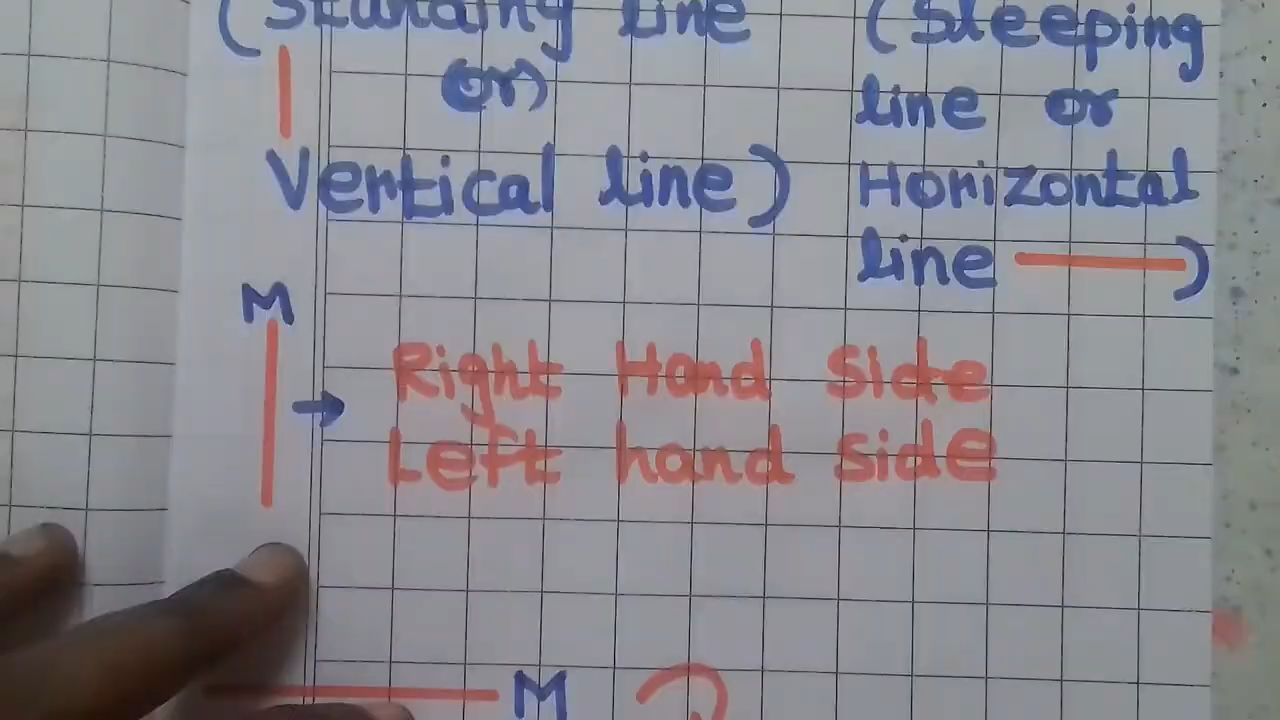 (Standing line
or)
Vertical line)
(Sleeping
line or
Horizontal
line —)
M
→ Right Hand Side
Left hand side
M